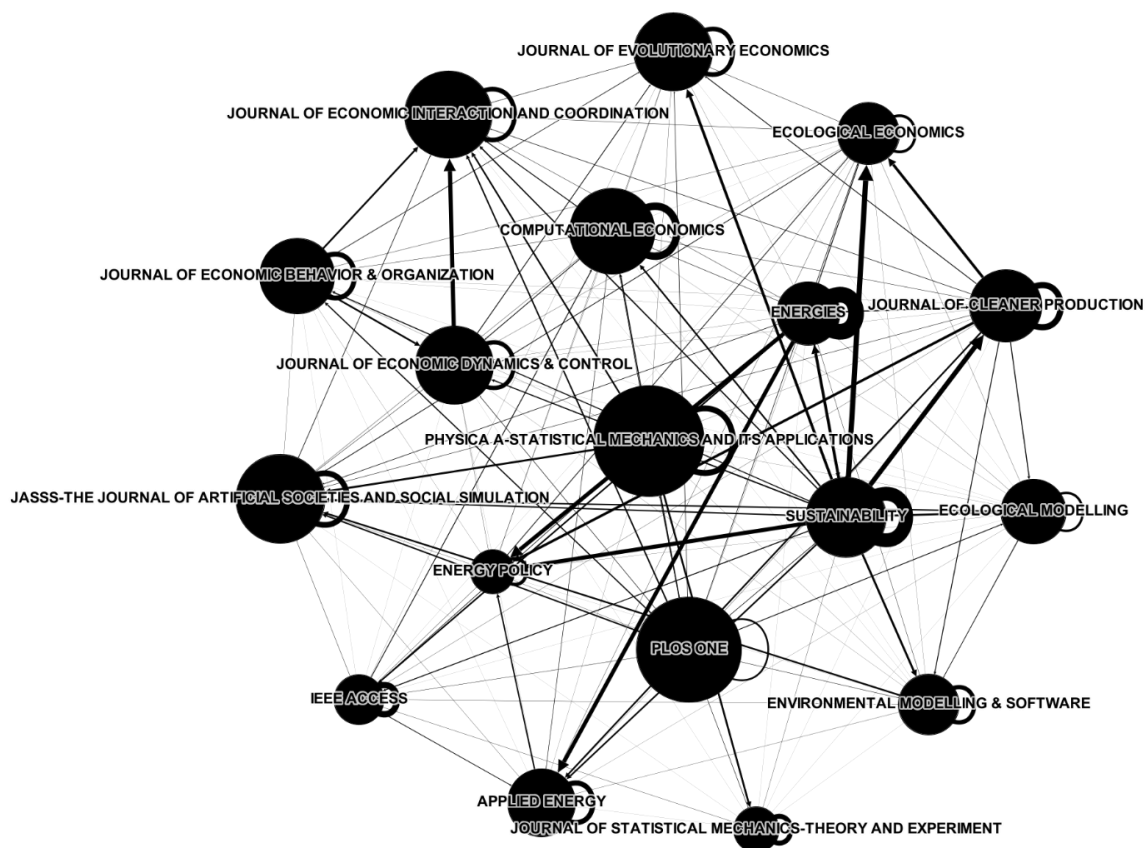 JOURNAL OF EVOLUTIONARY ECONOMICS
JOURNAL OF ECONOMIC INTERACTION AND COORDINATION
ECOLOGICAL ECONOMICS
COMPUTATIONAL ECONOMICS
JOURNAL OF ECONOMIC BEHAVIOR & ORGANIZATION
JOURNAL OF CLEANER PRODUCTION
ENERGIES
JOURNAL OF ECONOMIC DYNAMICS & CONTROL
PHYSICA A-STATISTICAL MECHANICS AND ITS APPLICATIONS
JASSS-THE JOURNAL OF ARTIFICIAL SOCIETIES AND SOCIAL SIMULATION
SUSTAINABILITY
ECOLOGICAL MODELLING
ENERGY POLICY
PLOS ONE
IEEE ACCESS
ENVIRONMENTAL MODELLING & SOFTWARE
APPLIED ENERGY
JOURNAL OF STATISTICAL MECHANICS-THEORY AND EXPERIMENT